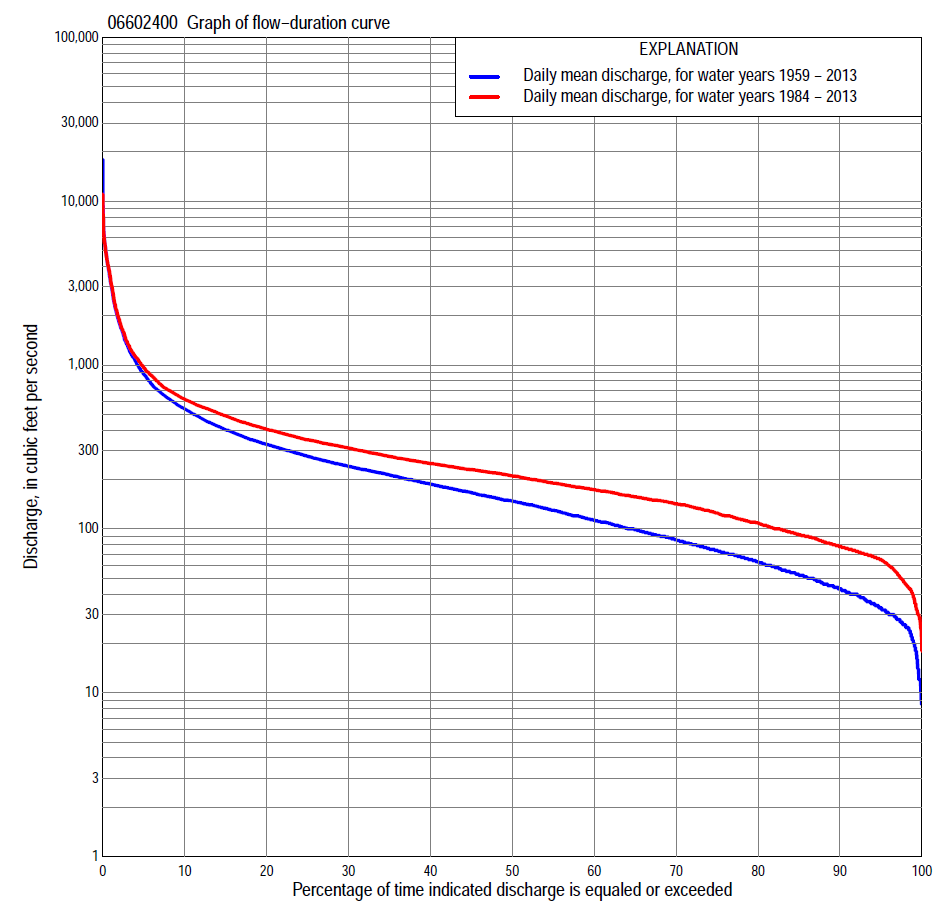 06602400 Graph of flow−duration curve
EXPLANATION
Daily mean discharge, for water years 1959 − 2013
Daily mean discharge, for water years 1984 − 2013
Discharge, in cubic feet per second
100,000
30,000
10,000
3,000
1,000
300
100
30
10
3
1
0 10 20 30 40 50 60 70 80 90 100
Percentage of time indicated discharge is equaled or exceeded